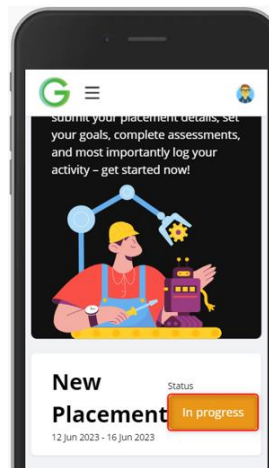 G
submit your placement details, set
your goals, complete assessments,
and most importantly log your
activity – get started now!
New
Placement
Status
In progress
12 Jun 2023 - 16 Jun 2023